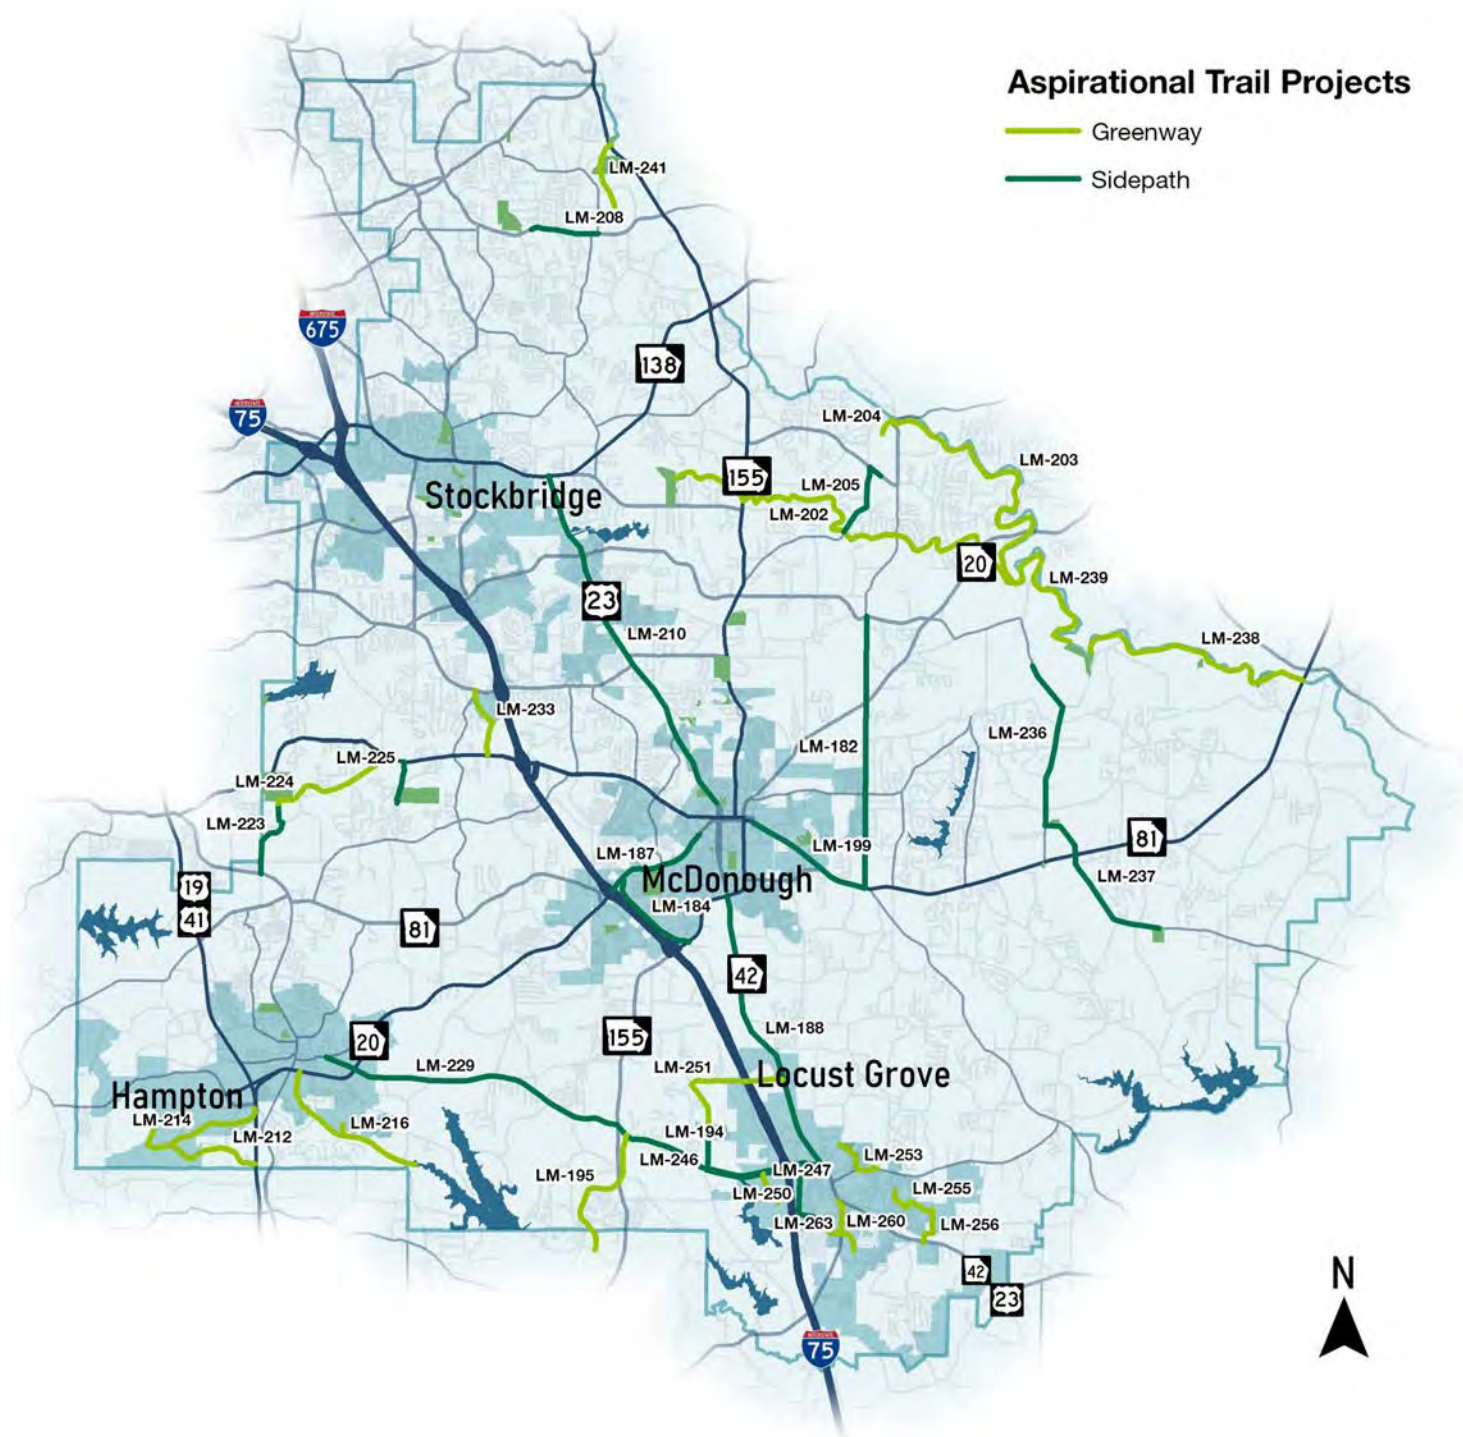 Aspirational Trail Projects
Greenway
Sidepath
LM-241
LM-208
INTERSTATE
675
138
INTERSTATE
75
LM-204
LM-203
155
LM-205
Stockbridge
LM-202
20
LM-239
23
LM-210
LM-238
LM-233
LM-236
LM-182
LM-225
LM-224
LM-223
81
LM-199
LM-187
LM-237
McDonough
19
41
LM-184
81
42
LM-188
155
20
LM-229
LM-251
Locust Grove
Hampton
LM-214
LM-216
LM-212
LM-194
LM-253
LM-246
LM-247
LM-195
LM-250
LM-255
LM-263
LM-260
LM-256
42
23
N
INTERSTATE
75